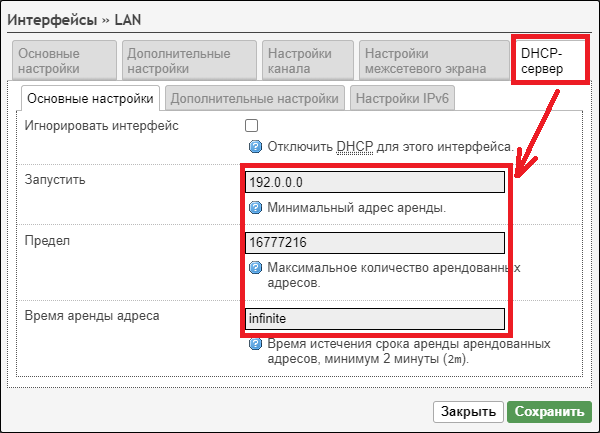 Интерфейсы » LAN
Основные настройки
Дополнительные настройки
Настройки канала
Настройки межсетевого экрана
DHCP-сервер
Основные настройки
Дополнительные настройки
Настройки IPv6
Игнорировать интерфейс
Отключить DHCP для этого интерфейса.
Запустить
192.0.0.0
Минимальный адрес аренды.
Предел
16777216
Максимальное количество арендованных
адресов.
Время аренды адреса
infinite
Время истечения срока аренды арендованных
адресов, минимум 2 минуты (2m).
Закрыть
Сохранить